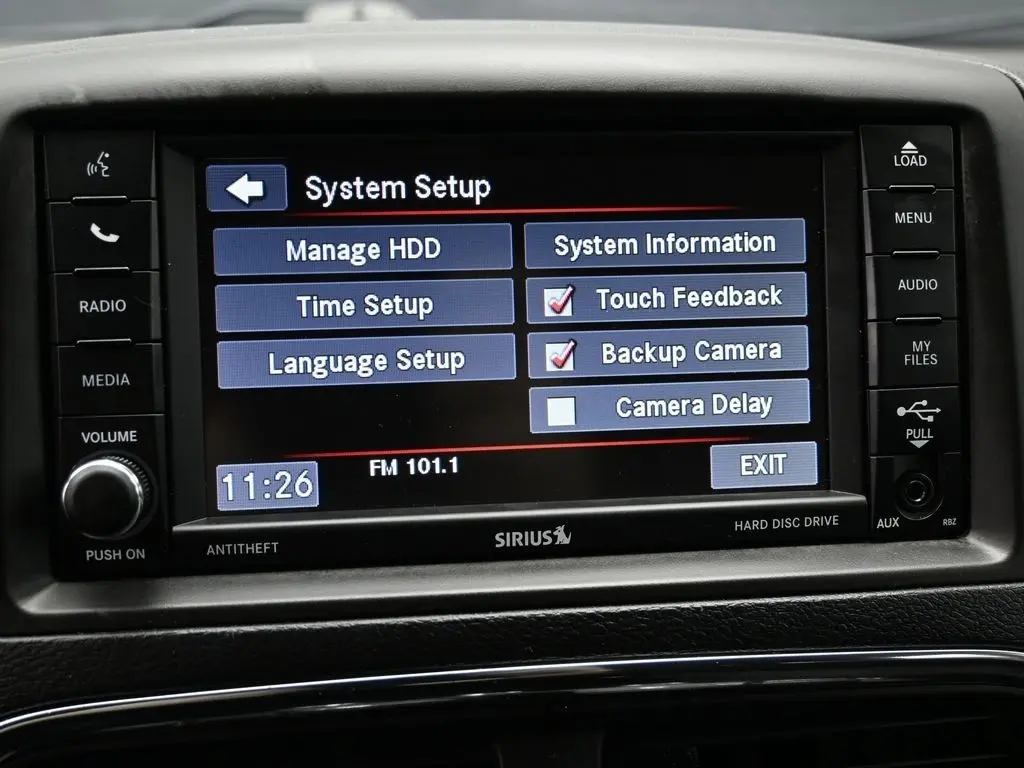 System Setup
Manage HDD
System Information
Time Setup
Touch Feedback
Language Setup
Backup Camera
Camera Delay
11:26
FM 101.1
EXIT
RADIO
MEDIA
VOLUME
PUSH ON
ANTITHEFT
SIRIUS
HARD DISC DRIVE
LOAD
MENU
AUDIO
MY
FILES
PULL
AUX
RBZ